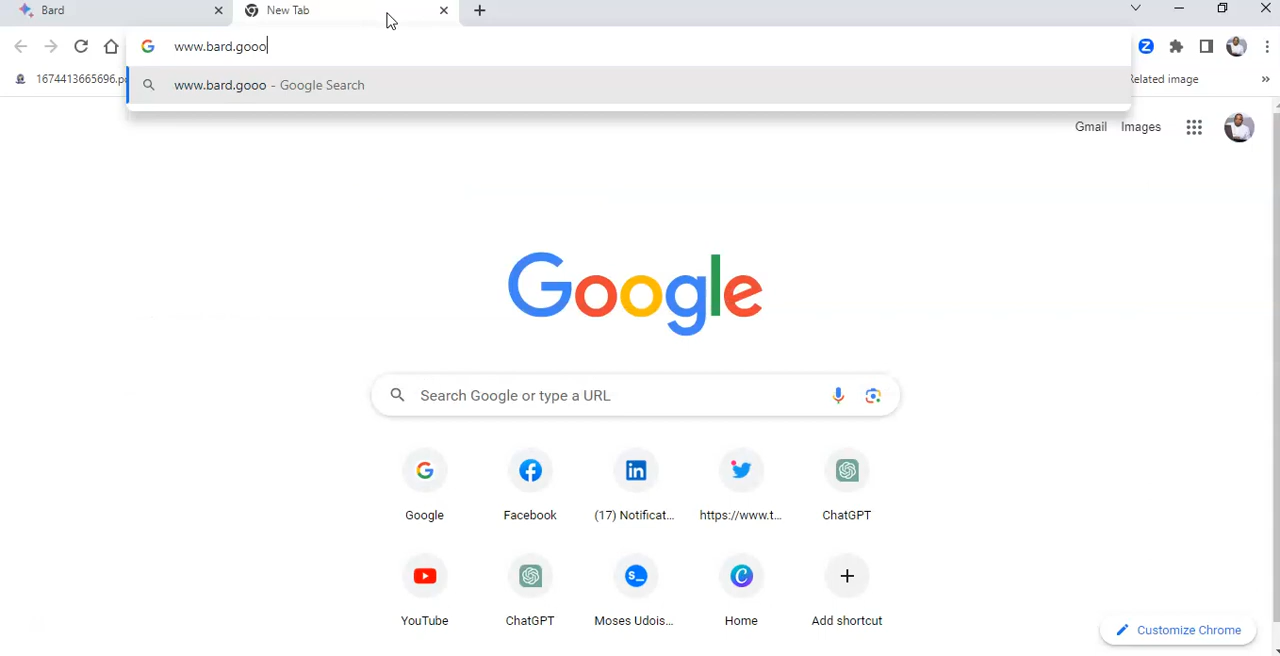 Bard
New Tab
www.bard.gooo
www.bard.gooo - Google Search
1674413665696.p
Related image
»
Gmail Images
Google
Search Google or type a URL
Google Facebook (17) Notificat... https://www.t... ChatGPT
YouTube ChatGPT Moses Udois... Home Add shortcut
Customize Chrome